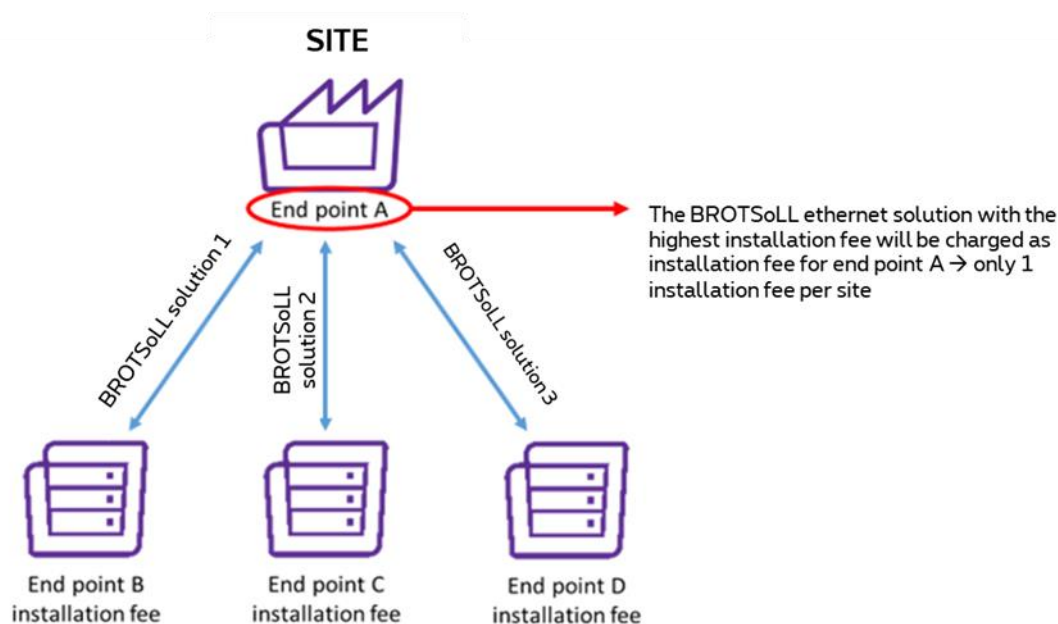 SITE
End point A
The BROTSoLL ethernet solution with the
highest installation fee will be charged as
installation fee for end point A → only 1
installation fee per site
BROTSoLL solution 1
BROTSoLL
solution 2
BROTSoLL solution 3
End point B
installation fee
End point C
installation fee
End point D
installation fee